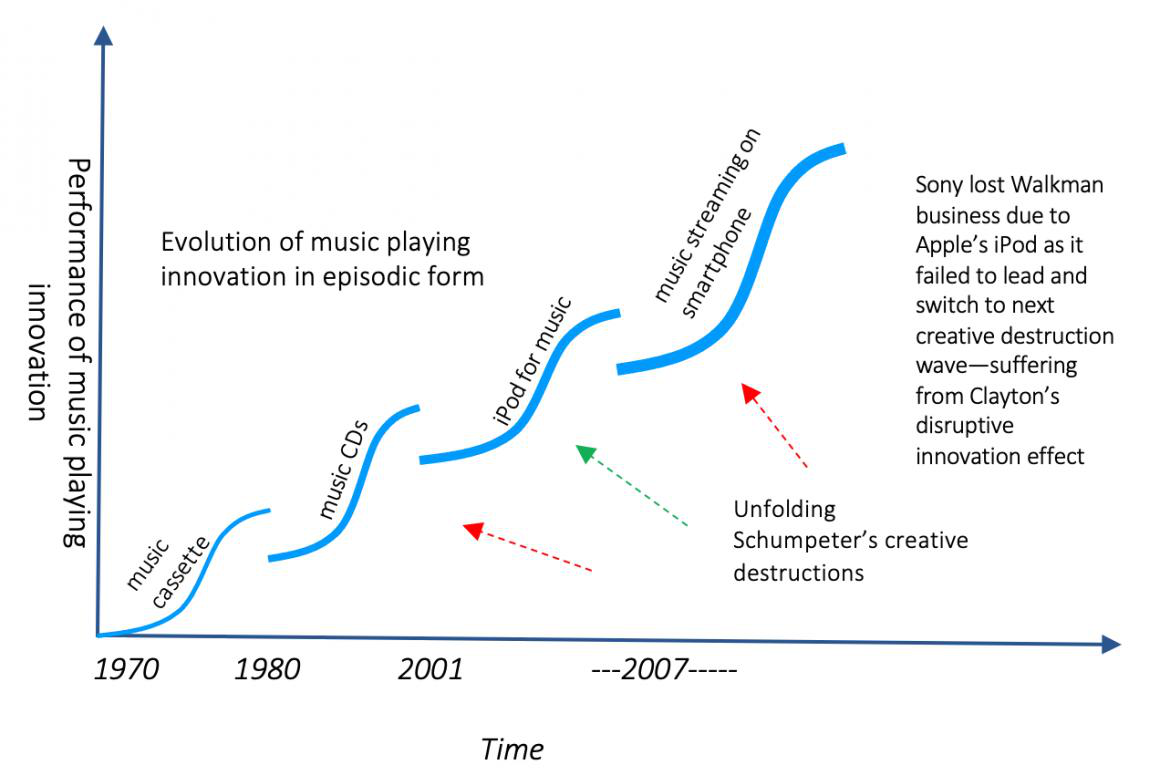 Performance of music playing
innovation
Evolution of music playing
innovation in episodic form
music
cassette
music CDs
iPod for music
music streaming on
smartphone
Sony lost Walkman
business due to
Apple’s iPod as it
failed to lead and
switch to next
creative destruction
wave—suffering
from Clayton’s
disruptive
innovation effect
Unfolding
Schumpeter’s creative
destructions
1970
1980
2001
---2007-----
Time